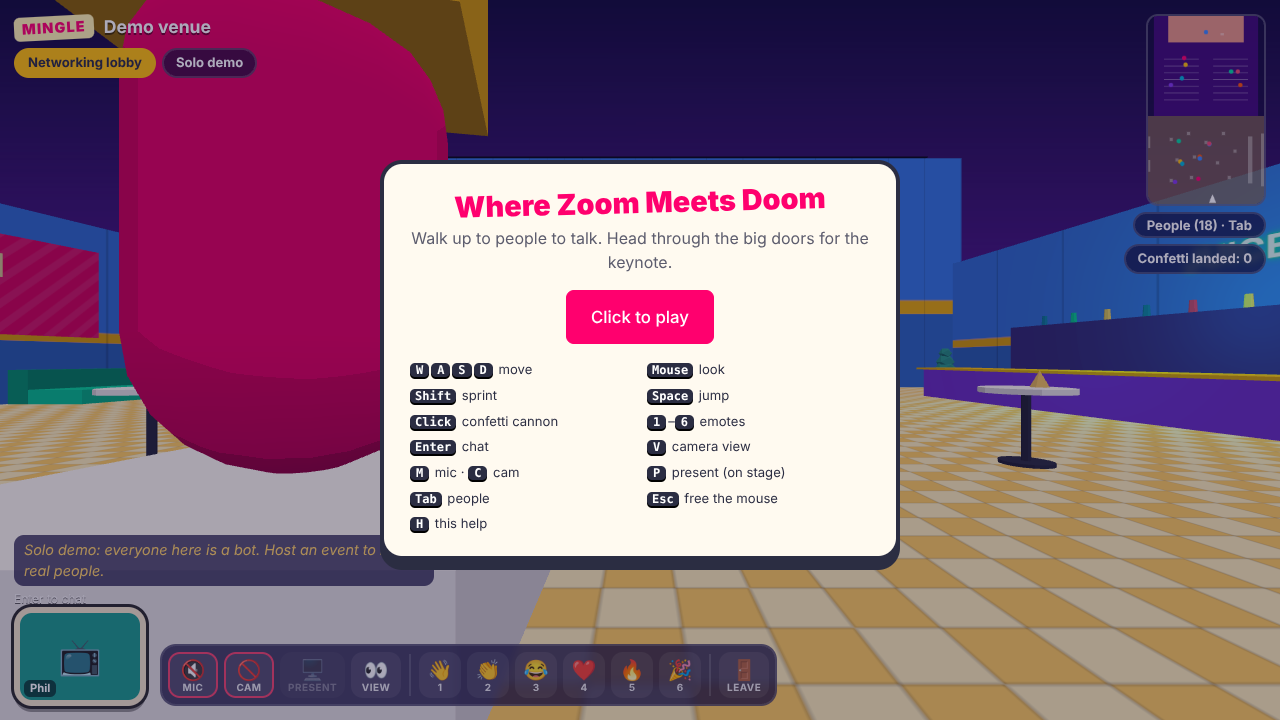 MINGLE Demo venue
Networking lobby
Solo demo
People (18) · Tab
Confetti landed: 0
Where Zoom Meets Doom
Walk up to people to talk. Head through the big doors for the
keynote.
Click to play
W A S D move
Mouse look
Shift sprint
Space jump
Click confetti cannon
1 – 6 emotes
Enter chat
V camera view
M mic · C cam
P present (on stage)
Tab people
Esc free the mouse
H this help
Solo demo: everyone here is a bot. Host an event to
real people.
Enter to chat
Phil
MIC
CAM
PRESENT
VIEW
1
2
3
4
5
6
LEAVE